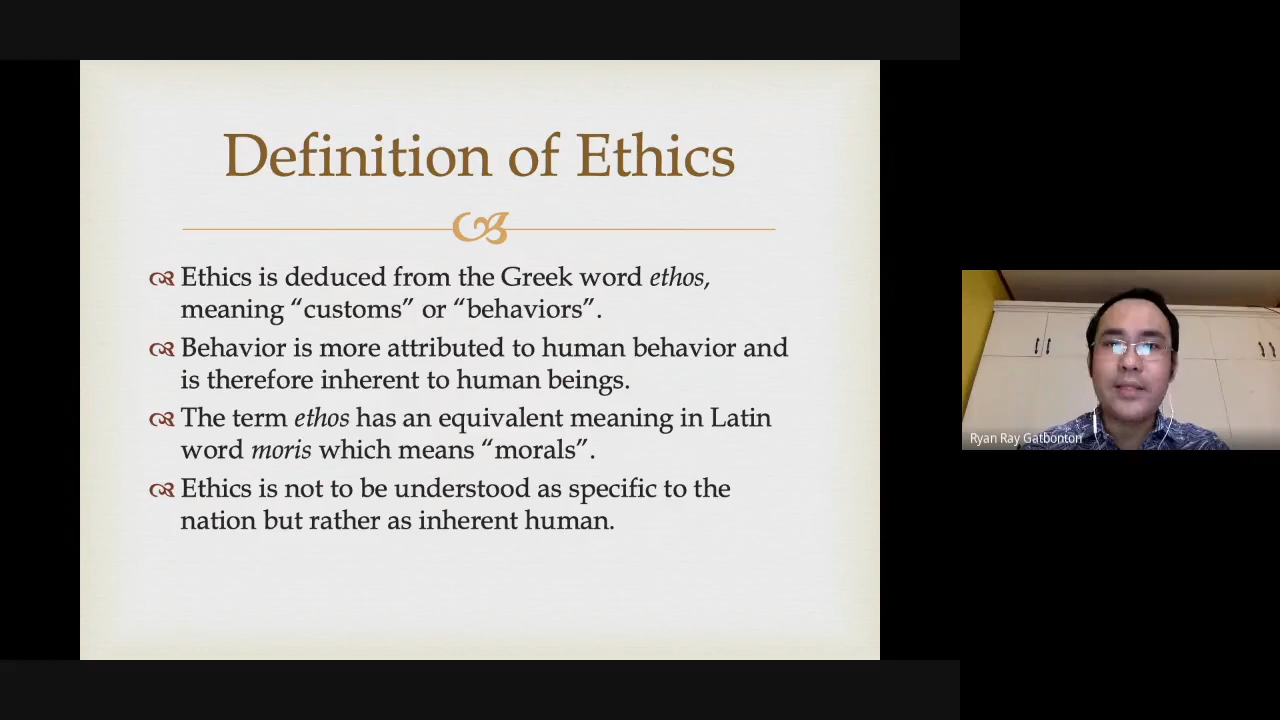 Definition of Ethics
Ethics is deduced from the Greek word ethos,
meaning “customs” or “behaviors”.
Behavior is more attributed to human behavior and
is therefore inherent to human beings.
The term ethos has an equivalent meaning in Latin
word moris which means “morals”.
Ethics is not to be understood as specific to the
nation but rather as inherent human.
Ryan Ray Gatbonton